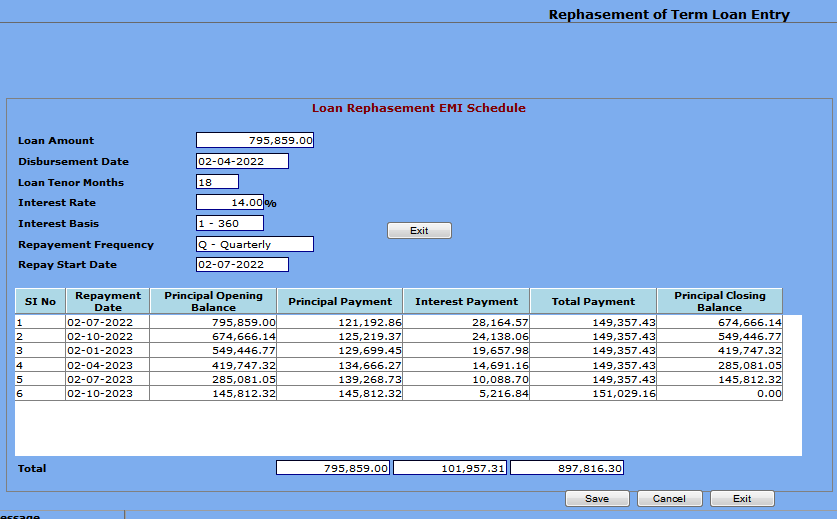 Rephasement of Term Loan Entry
Loan Rephasement EMI Schedule
Loan Amount 795,859.00
Disbursement Date 02-04-2022
Loan Tenor Months 18
Interest Rate 14.00 %
Interest Basis 1 - 360
Exit
Repayement Frequency Q - Quarterly
Repay Start Date 02-07-2022
SI No Repayment Date Principal Opening Balance Principal Payment Interest Payment Total Payment Principal Closing Balance
1 02-07-2022 795,859.00 121,192.86 28,164.57 149,357.43 674,666.14
2 02-10-2022 674,666.14 125,219.37 24,138.06 149,357.43 549,446.77
3 02-01-2023 549,446.77 129,699.45 19,657.98 149,357.43 419,747.32
4 02-04-2023 419,747.32 134,666.27 14,691.16 149,357.43 285,081.05
5 02-07-2023 285,081.05 139,268.73 10,088.70 149,357.43 145,812.32
6 02-10-2023 145,812.32 145,812.32 5,216.84 151,029.16 0.00
Total 795,859.00 101,957.31 897,816.30
Save Cancel Exit
essage